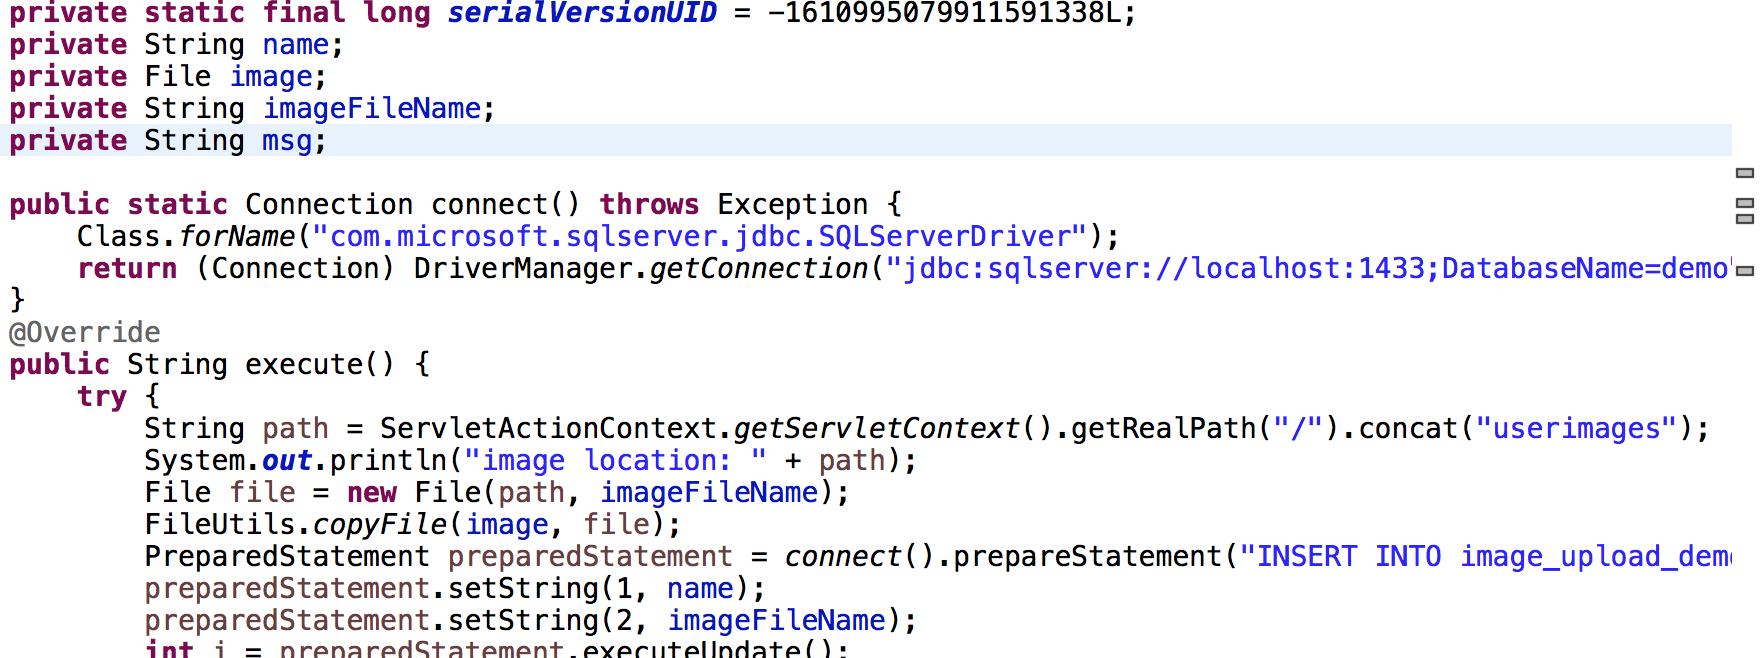 private static final long serialVersionUID = -1610995079911591338L;
private String name;
private File image;
private String imageFileName;
private String msg;
public static Connection connect() throws Exception {
Class.forName("com.microsoft.sqlserver.jdbc.SQLServerDriver");
return (Connection) DriverManager.getConnection("jdbc:sqlserver://localhost:1433;DatabaseName=demo"
}
@Override
public String execute() {
try {
String path = ServletActionContext.getServletContext().getRealPath("/").concat("userimages");
System.out.println("image location: " + path);
File file = new File(path, imageFileName);
FileUtils.copyFile(image, file);
PreparedStatement preparedStatement = connect().prepareStatement("INSERT INTO image_upload_dem
preparedStatement.setString(1, name);
preparedStatement.setString(2, imageFileName);
int i = preparedStatement.executeUpdate();